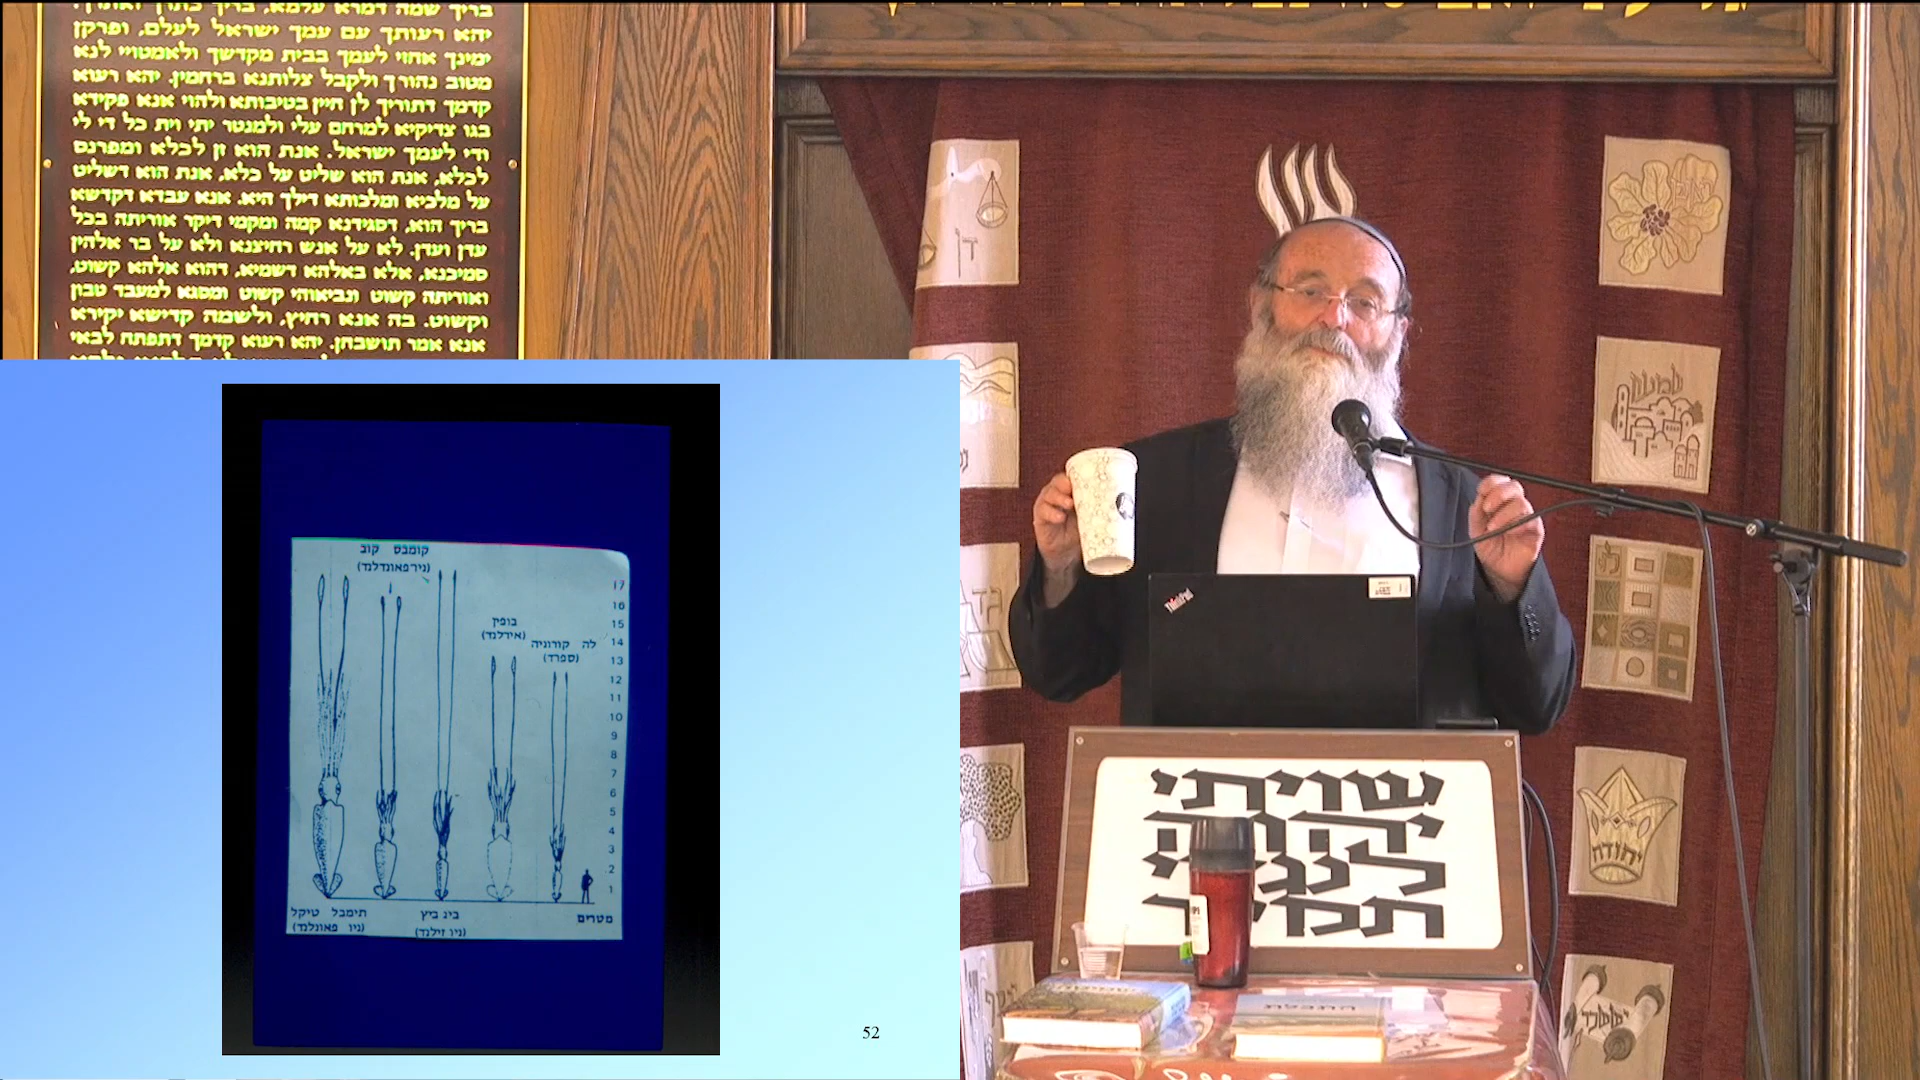 בריך שמה דמרא עלמא, בריך כתרך ואתרך.
יהא רעותך עם עמך ישראל לעלם, ופרקן
ימינך אחזי לעמך בבית מקדשך ולאמטויי לנא
מטוב נהורך ולקבל צלותנא ברחמין. יהא רעוא
קדמך דתוריך לן חיין בטיבותא ולהוי אנא פקידא
בגו צדיקיא למרחם עלי ולמנטר יתי וית כל די לי
ודי לעמך ישראל. אנת הוא זן לכלא ומפרנס
לכלא, אנת הוא שליט על כלא, אנת הוא דשליט
על מלכיא ומלכותא דילך היא. אנא עבדא דקדשא
בריך הוא, דסגידנא קמה ומקמי דיקר אוריתה בכל
עדן ועדן. לא על אנש רחיצנא ולא על בר אלהין
סמיכנא, אלא באלהא דשמיא, דהוא אלהא קשוט,
ואוריתה קשוט ונביאוהי קשוט ומסגא למעבד טבון
וקשוט. בה אנא רחיץ, ולשמה קדישא יקירא
אנא אמר תושבחן. יהא רעוא קדמך דתפתח לבאי
קומבס קוב
(ניופאונדלנד)
בופין
(אירלנד)
לה קורוניה
(ספרד)
17
16
15
14
13
12
11
10
9
8
7
6
5
4
3
2
1
מטרים
תימבל טיקל
(ניו פאונלנד)
ביג ביץ
(ניו זילנד)
52
דן
יהודה
ThinkPad
שויתי
יהוה
לנגדי
תמיד
התכלת